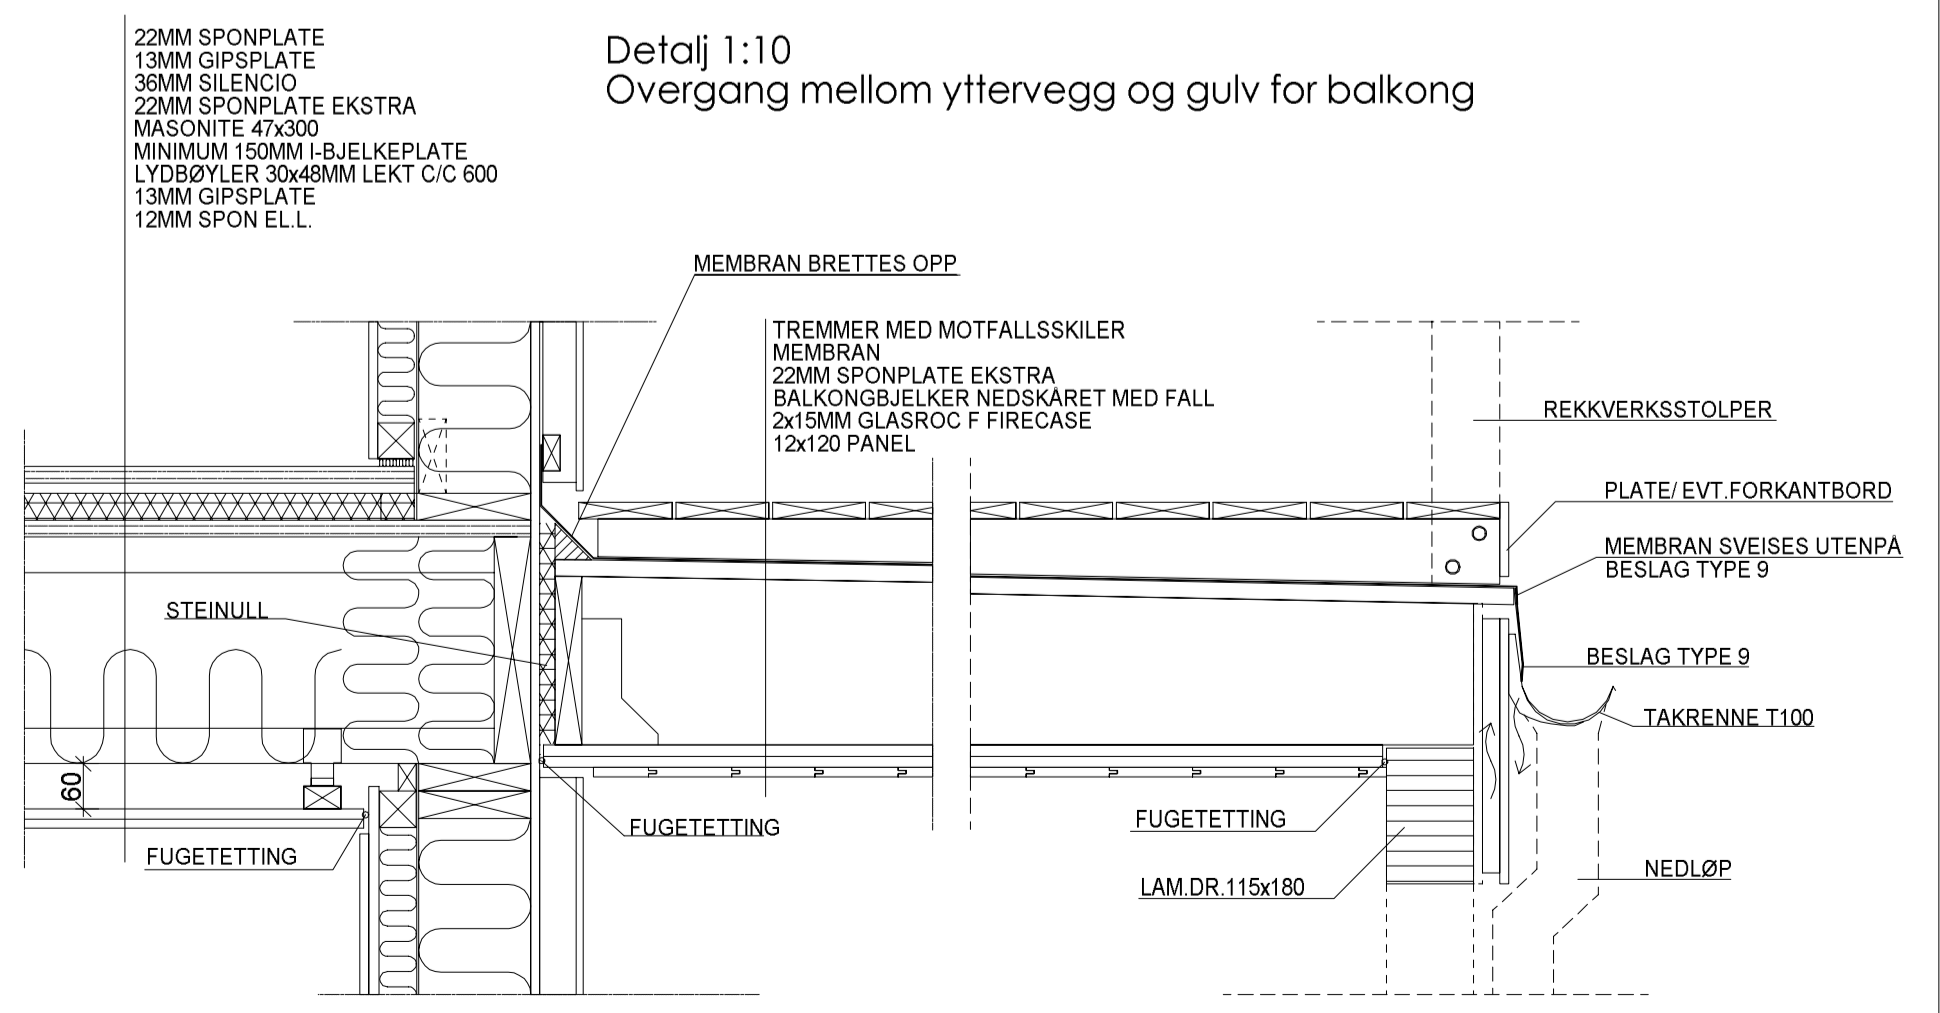 22MM SPONPLATE
13MM GIPSPLATE
36MM SILENCIO
22MM SPONPLATE EKSTRA
MASONITE 47x300
MINIMUM 150MM I-BJELKEPLATE
LYDBØYLER 30x48MM LEKT C/C 600
13MM GIPSPLATE
12MM SPON EL.L.
Detalj 1:10
Overgang mellom yttervegg og gulv for balkong
MEMBRAN BRETTES OPP
TREMMER MED MOTFALLSSKILER
MEMBRAN
22MM SPONPLATE EKSTRA
BALKONGBJELKER NEDSKÅRET MED FALL
2x15MM GLASROC F FIRECASE
12x120 PANEL
REKKVERKSSTOLPER
PLATE/ EVT.FORKANTBORD
MEMBRAN SVEISES UTENPÅ
BESLAG TYPE 9
STEINULL
BESLAG TYPE 9
TAKRENNE T100
60
FUGETETTING
FUGETETTING
FUGETETTING
LAM.DR.115x180
NEDLØP